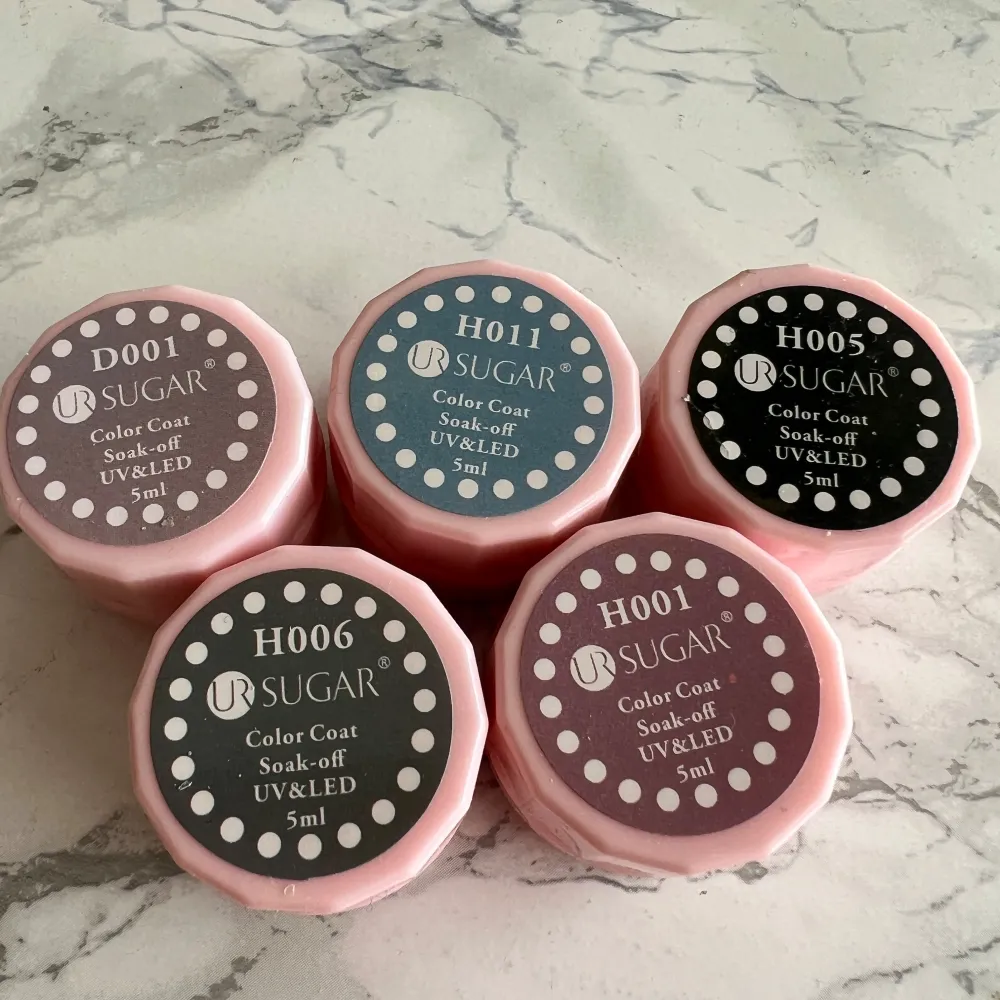 D001
UR SUGAR®
Color Coat
Soak-off
UV&LED
5ml
H011
UR SUGAR®
Color Coat
Soak-off
UV&LED
5ml
H005
UR SUGAR®
Color Coat
Soak-off
UV&LED
5ml
H006
UR SUGAR®
Color Coat
Soak-off
UV&LED
5ml
H001
UR SUGAR®
Color Coat
Soak-off
UV&LED
5ml